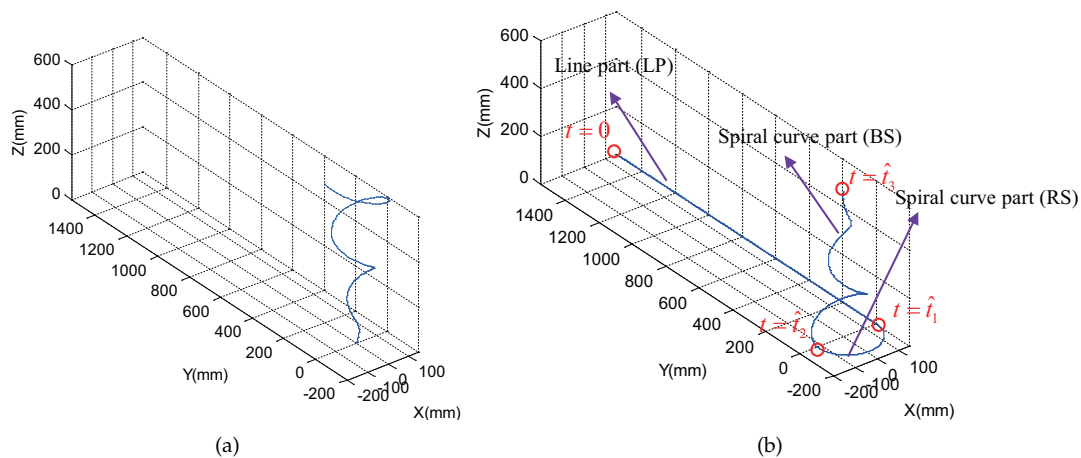 600
400
200
0
Z(mm)
1400
1200
1000
800
600
400
200
0
-200
Y(mm)
-200
-100
0
100
X(mm)
(a)
600
400
200
0
Z(mm)
Line part (LP)
t = 0
Spiral curve part (BS)
t = t̂₃
Spiral curve part (RS)
t = t̂₁
t = t̂₂
1400
1200
1000
800
600
400
200
0
-200
Y(mm)
-200
-100
0
100
X(mm)
(b)